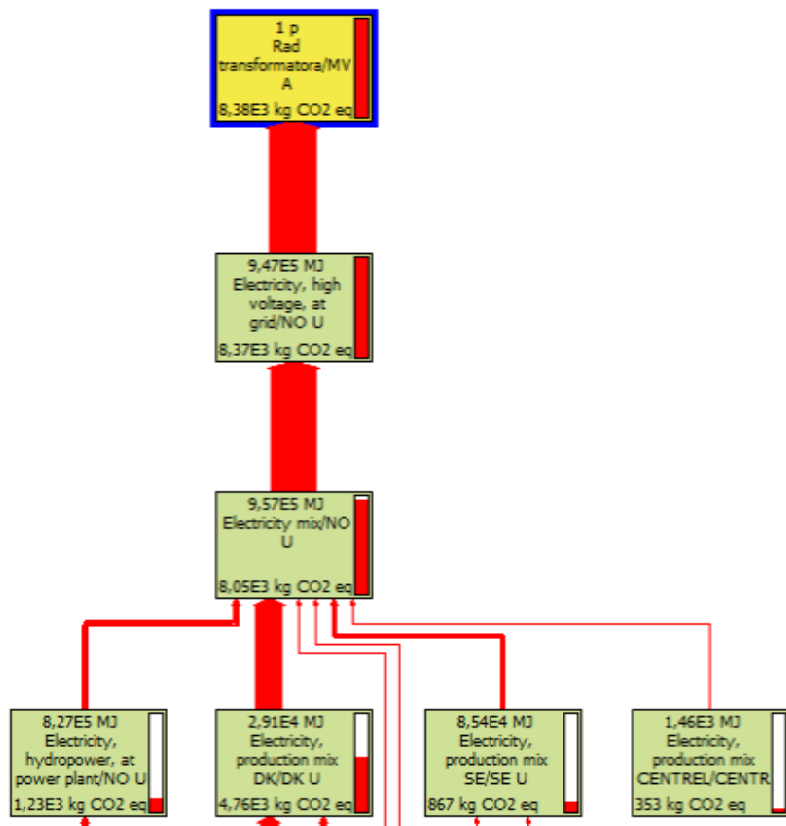 1 p
Rad
transformatora/MV
A
8,38E3 kg CO2 eq
9,47E5 MJ
Electricity, high
voltage, at
grid/NO U
8,37E3 kg CO2 eq
9,57E5 MJ
Electricity mix/NO
U
8,05E3 kg CO2 eq
8,27E5 MJ
Electricity,
hydropower, at
power plant/NO U
1,23E3 kg CO2 eq
2,91E4 MJ
Electricity,
production mix
DK/DK U
4,76E3 kg CO2 eq
8,54E4 MJ
Electricity,
production mix
SE/SE U
867 kg CO2 eq
1,46E3 MJ
Electricity,
production mix
CENTREL/CENTR
353 kg CO2 eq